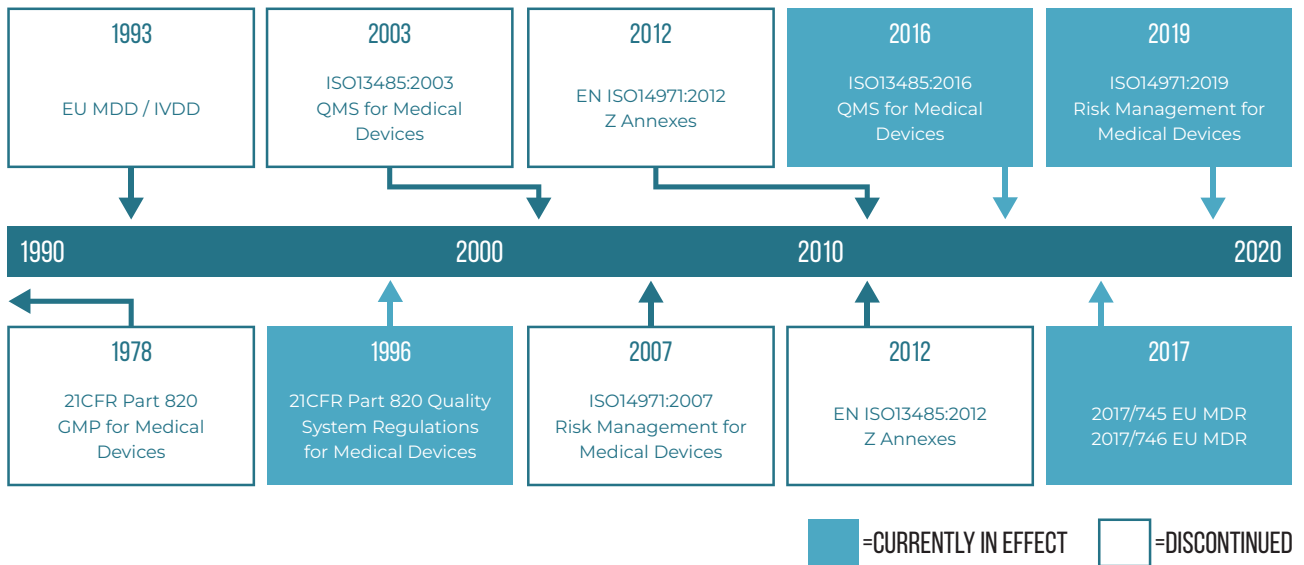 1993
EU MDD / IVDD
2003
ISO13485:2003
QMS for Medical
Devices
2012
EN ISO14971:2012
Z Annexes
2016
ISO13485:2016
QMS for Medical
Devices
2019
ISO14971:2019
Risk Management for
Medical Devices
1990 2000 2010 2020
1978
21CFR Part 820
GMP for Medical
Devices
1996
21CFR Part 820 Quality
System Regulations
for Medical Devices
2007
ISO14971:2007
Risk Management for
Medical Devices
2012
EN ISO13485:2012
Z Annexes
2017
2017/745 EU MDR
2017/746 EU MDR
=CURRENTLY IN EFFECT =DISCONTINUED